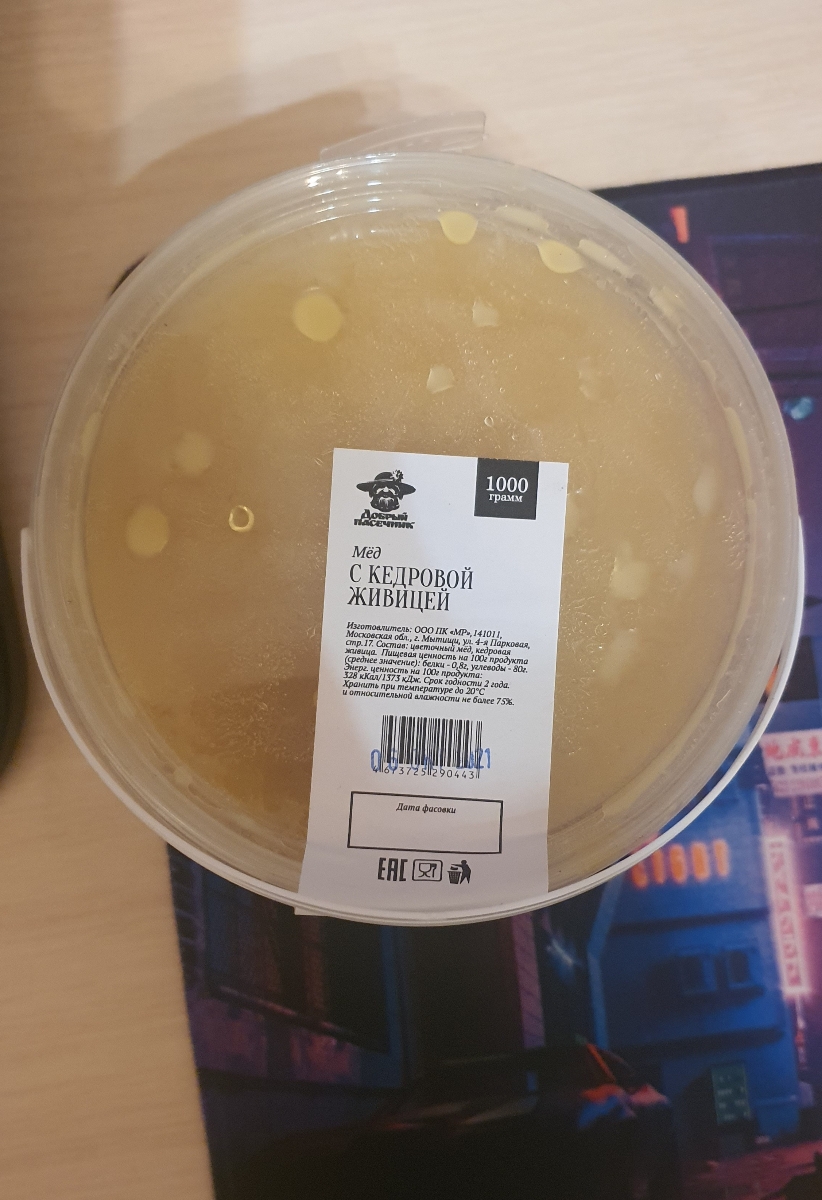 Добрый
пасечник
1000
грамм
Мёд
С КЕДРОВОЙ
ЖИВИЦЕЙ
Изготовитель: ООО ПК «МР», 141011,
Московская обл., г. Мытищи, ул. 4-я Парковая,
стр.17. Состав: цветочный мёд, кедровая
живица. Пищевая ценность на 100г продукта
(среднее значение): белки - 0,8г, углеводы - 80г.
Энерг. ценность на 100г продукта:
328 кКал/1373 кДж. Срок годности 2 года.
Хранить при температуре до 20°С
и относительной влажности не более 75%.
4 673725 290443
Дата фасовки
ЕАС